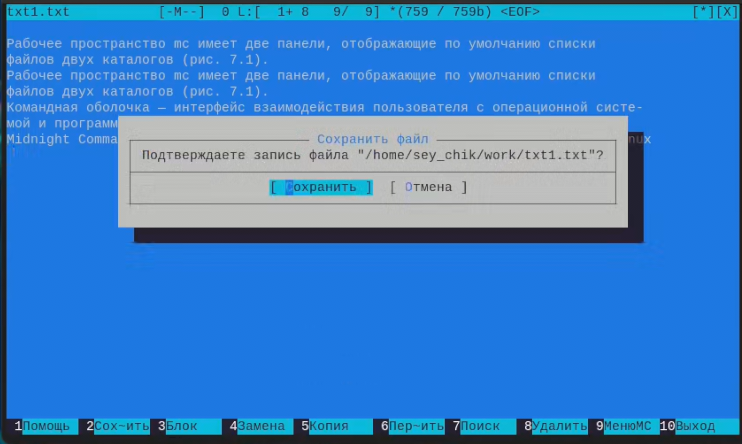 txt1.txt [-M--] 0 L:[ 1+ 8 9/ 9] *(759 / 759b) <EOF> [*][X]
Рабочее пространство mc имеет две панели, отображающие по умолчанию списки
файлов двух каталогов (рис. 7.1).
Рабочее пространство mc имеет две панели, отображающие по умолчанию списки
файлов двух каталогов (рис. 7.1).
Командная оболочка — интерфейс взаимодействия пользователя с операционной систе-
мой и программ
Midnight Comma nux
Сохранить файл
Подтверждаете запись файла "/home/sey_chik/work/txt1.txt"?
[ Сохранить ] [ Отмена ]
1Помощь 2Сох~ить 3Блок 4Замена 5Копия 6Пер~ить 7Поиск 8Удалить 9МенюMC 10Выход